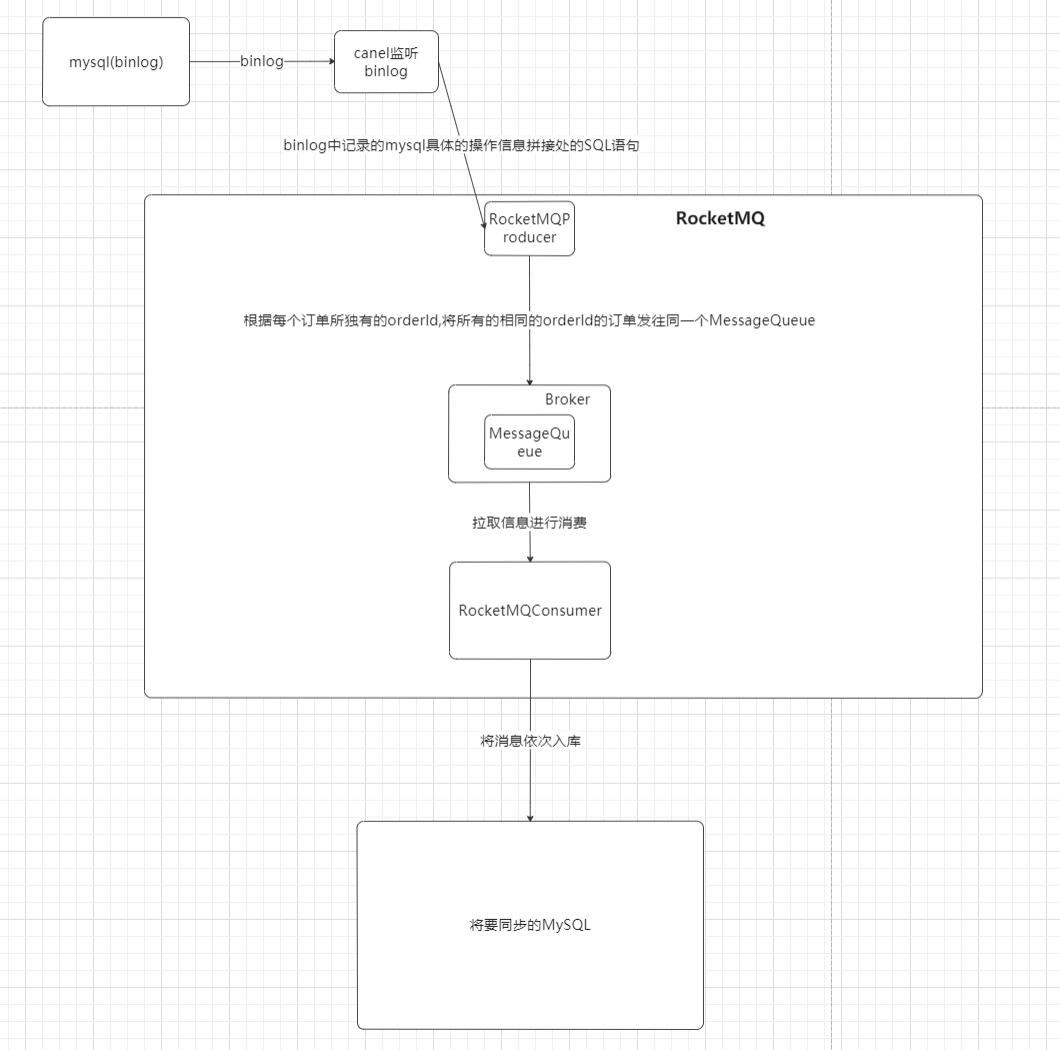 mysql(binlog)
binlog
canel监听
binlog
binlog中记录的mysql具体的操作信息拼接处的SQL语句
RocketMQP
roducer
RocketMQ
根据每个订单所独有的orderId,将所有的相同的orderId的订单发往同一个MessageQueue
Broker
MessageQu
eue
拉取信息进行消费
RocketMQConsumer
将消息依次入库
将要同步的MySQL